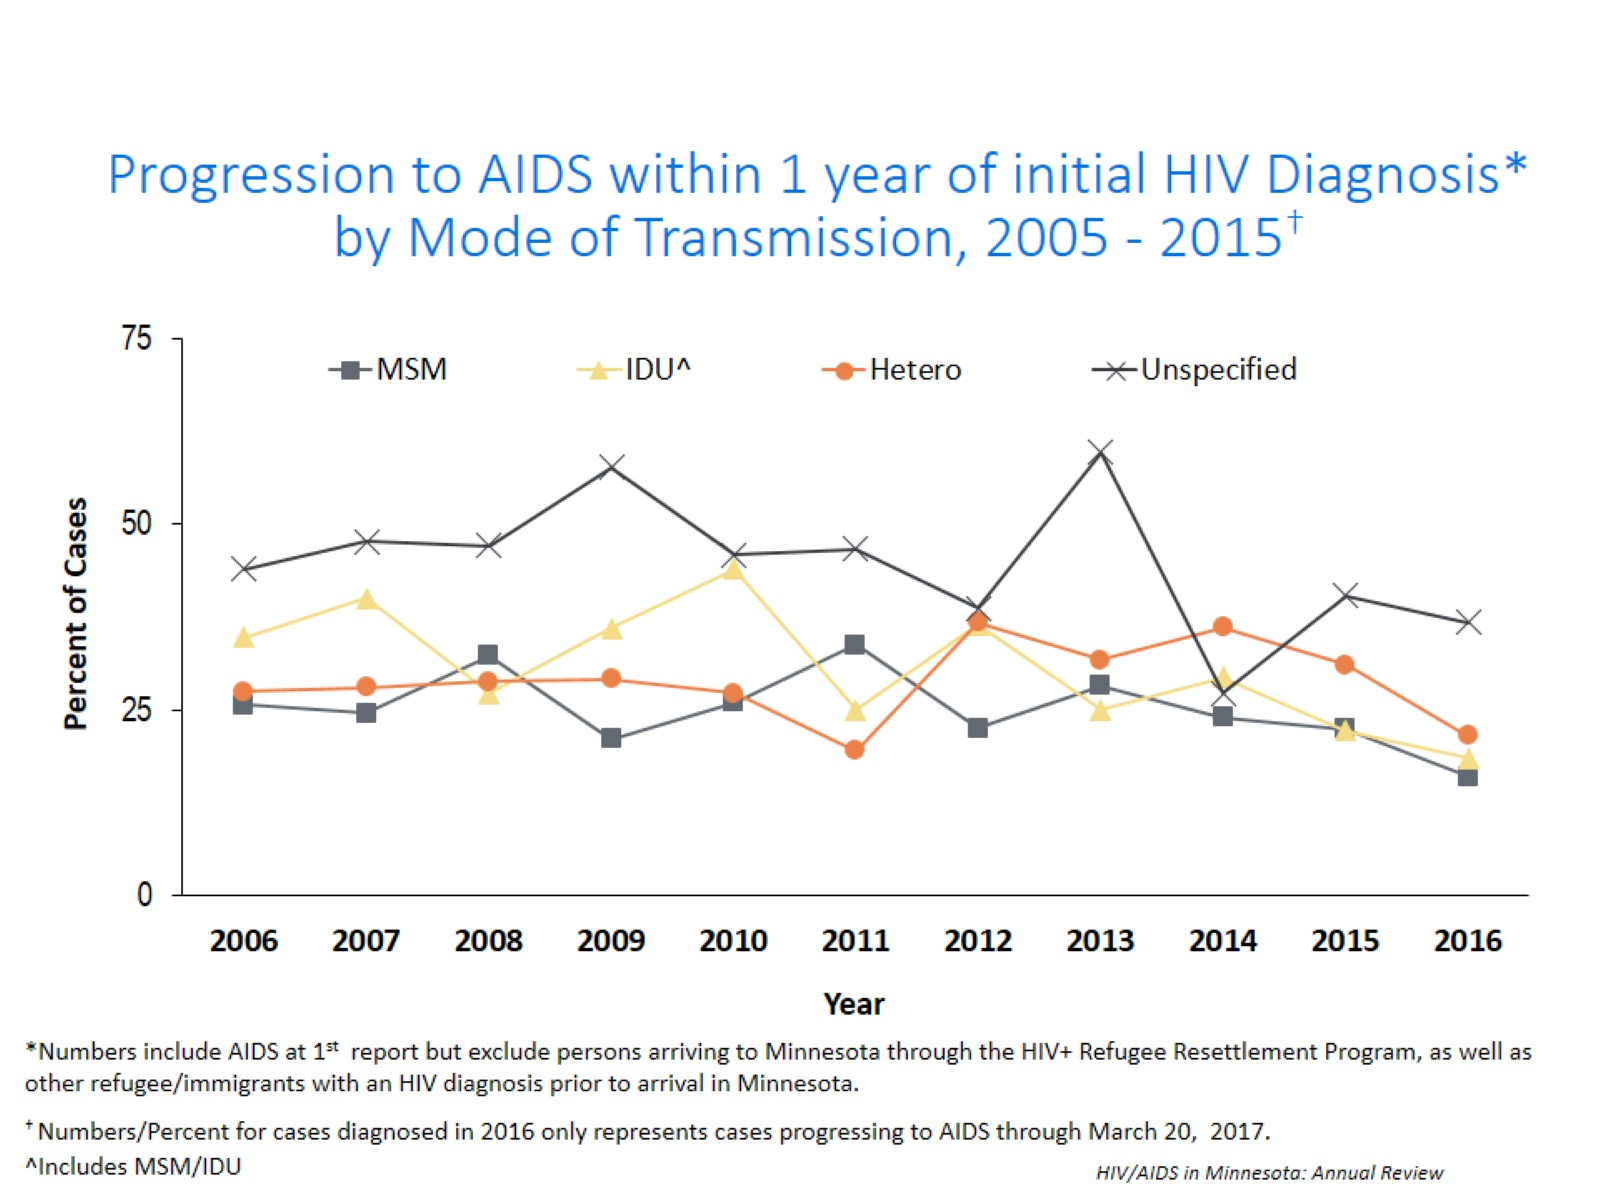 Progression to AIDS within 1 year of initial HIV Diagnosis*
by Mode of Transmission, 2005 - 2015†
75
MSM
IDU^
Hetero
Unspecified
50
25
0
Percent of Cases
2006 2007 2008 2009 2010 2011 2012 2013 2014 2015 2016
Year
*Numbers include AIDS at 1st report but exclude persons arriving to Minnesota through the HIV+ Refugee Resettlement Program, as well as
other refugee/immigrants with an HIV diagnosis prior to arrival in Minnesota.
† Numbers/Percent for cases diagnosed in 2016 only represents cases progressing to AIDS through March 20, 2017.
^Includes MSM/IDU
HIV/AIDS in Minnesota: Annual Review